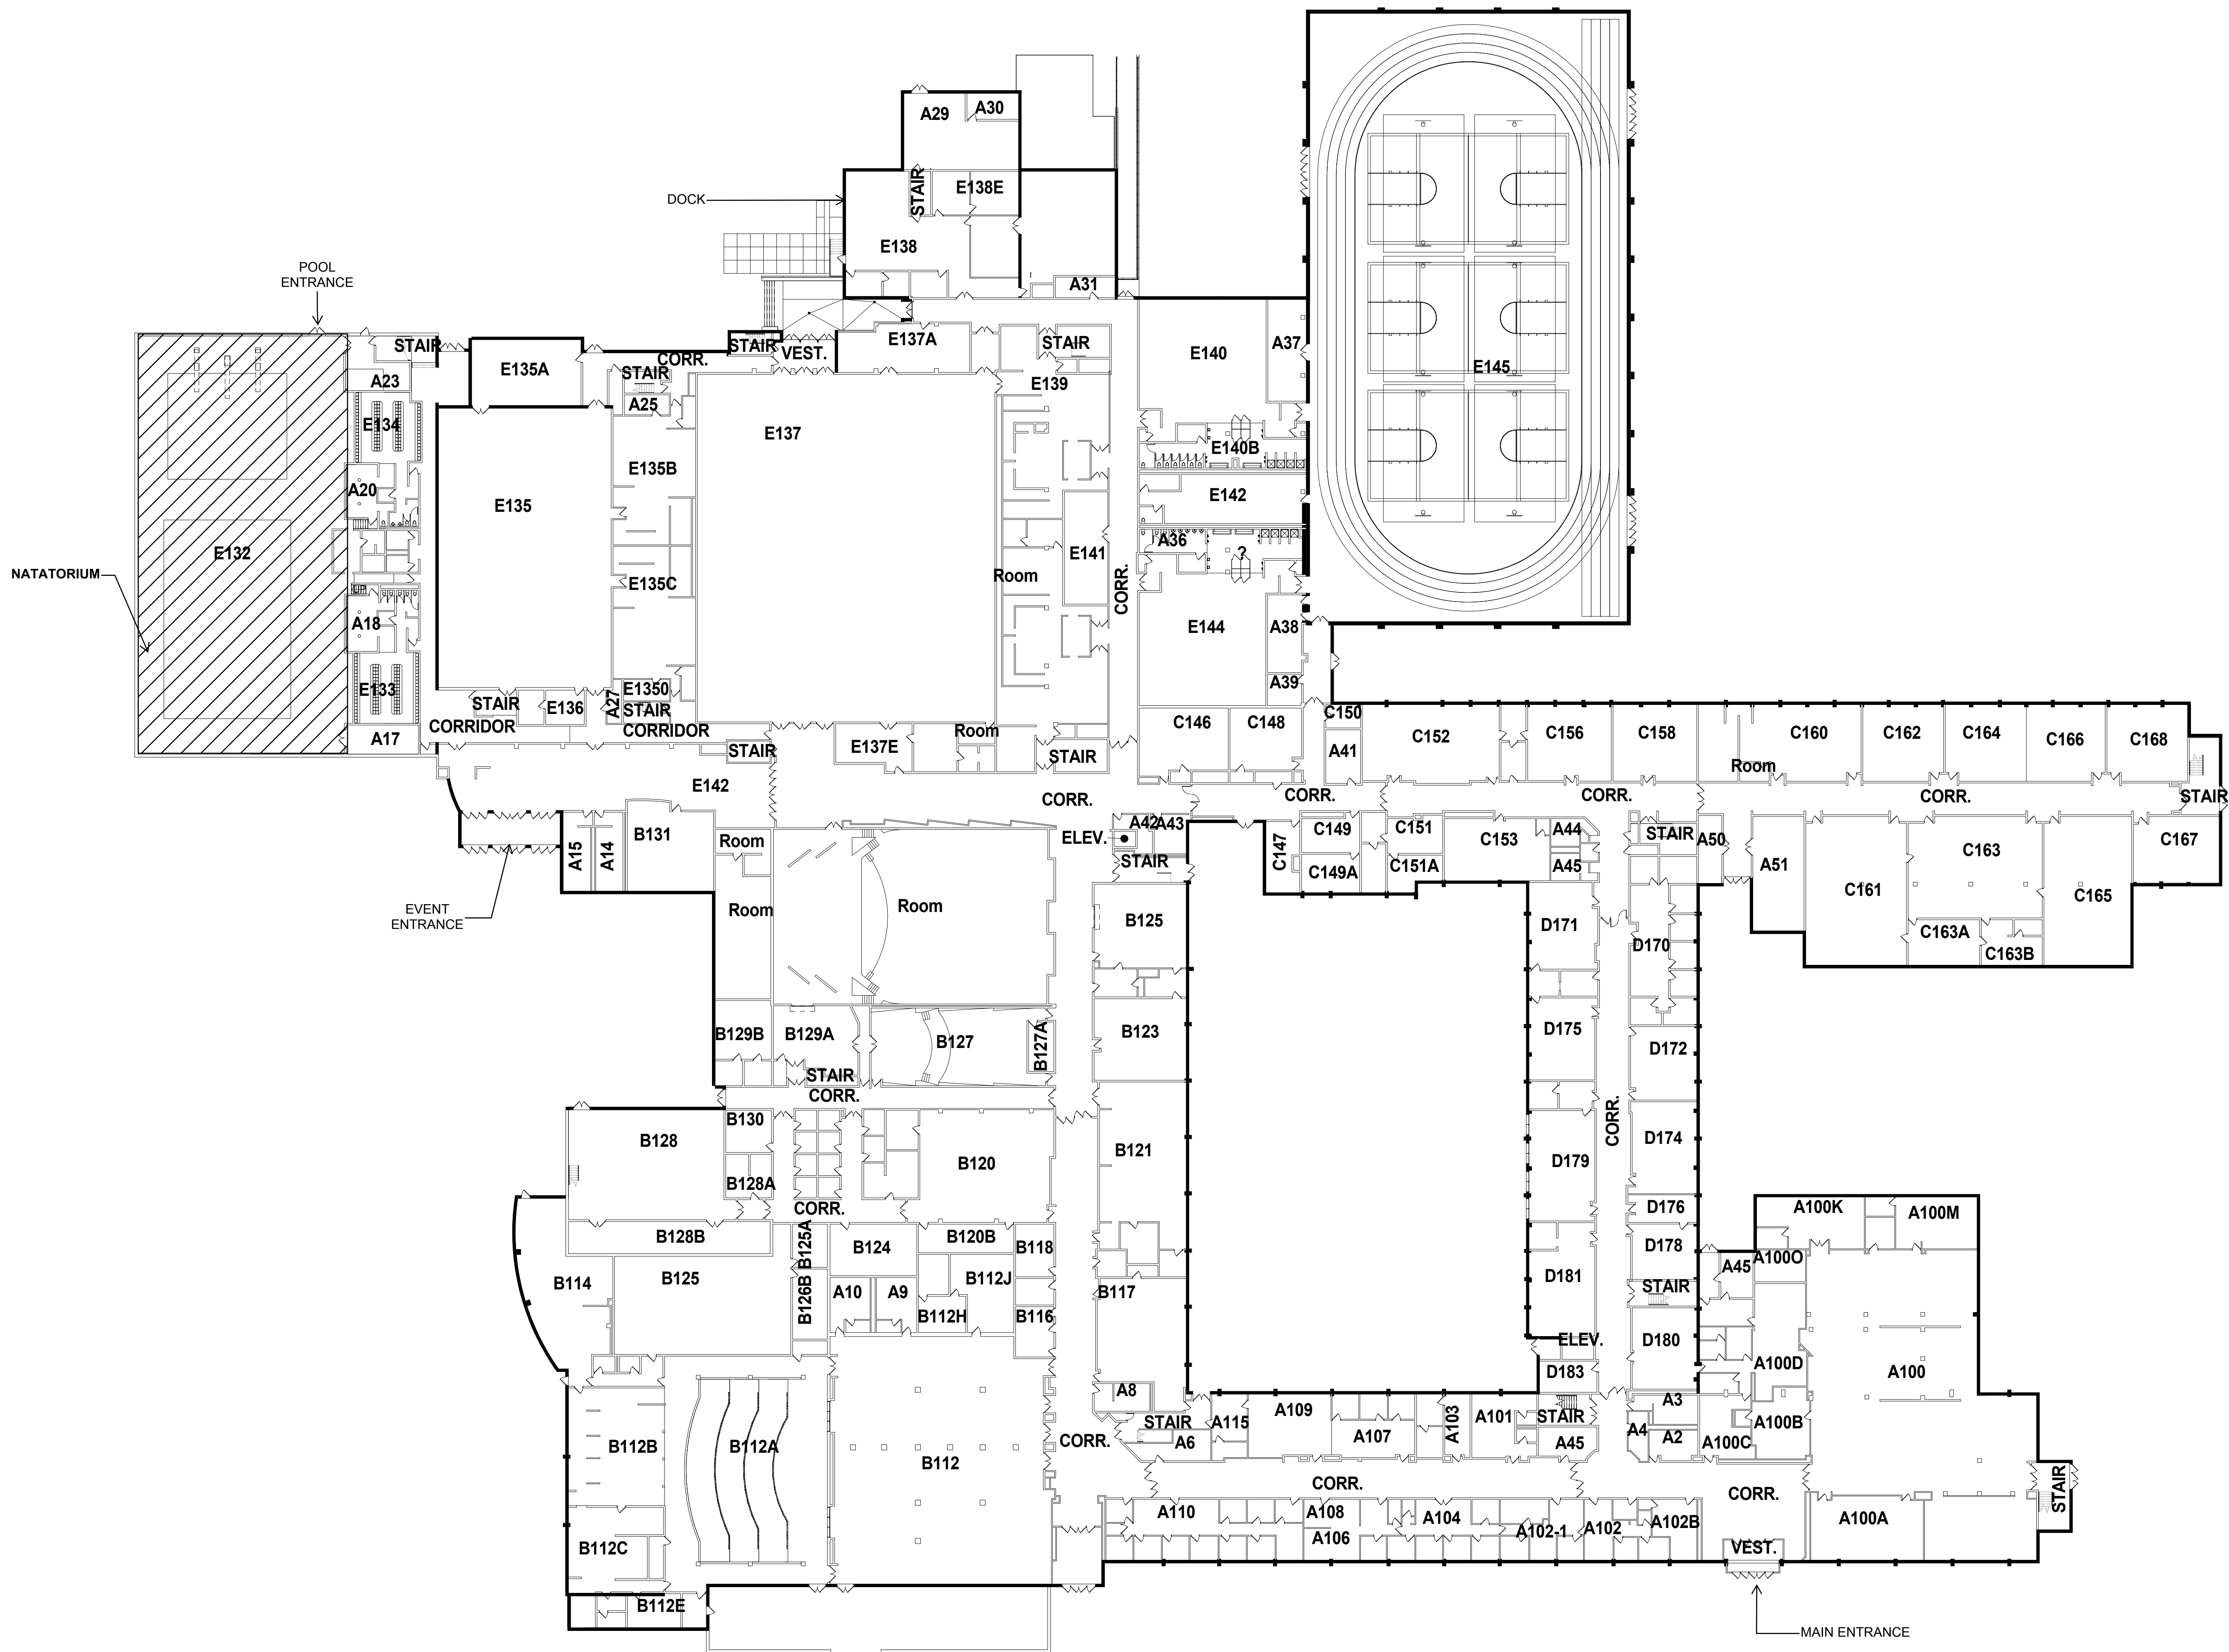 A29
A30
STAIR
E138E
DOCK
E138
A31
POOL
ENTRANCE
STAIR
E135A
CORR.
STAIR
VEST.
E137A
STAIR
E140
A37
E145
A23
STAIR
A25
E139
E134
E137
E135B
E140B
A20
E135
E142
E132
A36
?
E141
NATATORIUM
E135C
Room
CORR.
A18
E144
A38
E133
E1350
A39
STAIR
E136
A27
STAIR
CORRIDOR
CORRIDOR
A17
STAIR
E137E
Room
STAIR
C146
C148
C150
A41
C152
C156
C158
Room
C160
C162
C164
C166
C168
E142
CORR.
CORR.
CORR.
CORR.
STAIR
A15
A14
B131
Room
ELEV.
A42
A43
STAIR
C147
C149
C149A
C151
C151A
C153
A44
A45
STAIR
A50
A51
C161
C163
C165
C167
EVENT
ENTRANCE
Room
Room
B125
D171
D170
C163A
C163B
B129B
B129A
B127
B127A
B123
D175
D172
STAIR
CORR.
CORR.
B128
B130
B120
B121
D179
D174
B128A
CORR.
D176
A100K
A100M
B128B
B125A
B124
B120B
B118
D178
A100O
A45
B114
B125
B126B
A10
A9
B112J
B112H
B116
B117
D181
STAIR
ELEV.
D180
A100D
A100
D183
A8
STAIR
A6
A115
A109
A107
A103
A101
STAIR
A45
A4
A3
A2
A100C
A100B
B112B
B112A
B112
CORR.
CORR.
CORR.
STAIR
A110
A108
A106
A104
A102-1
A102
A102B
A100A
B112C
VEST.
B112E
MAIN ENTRANCE